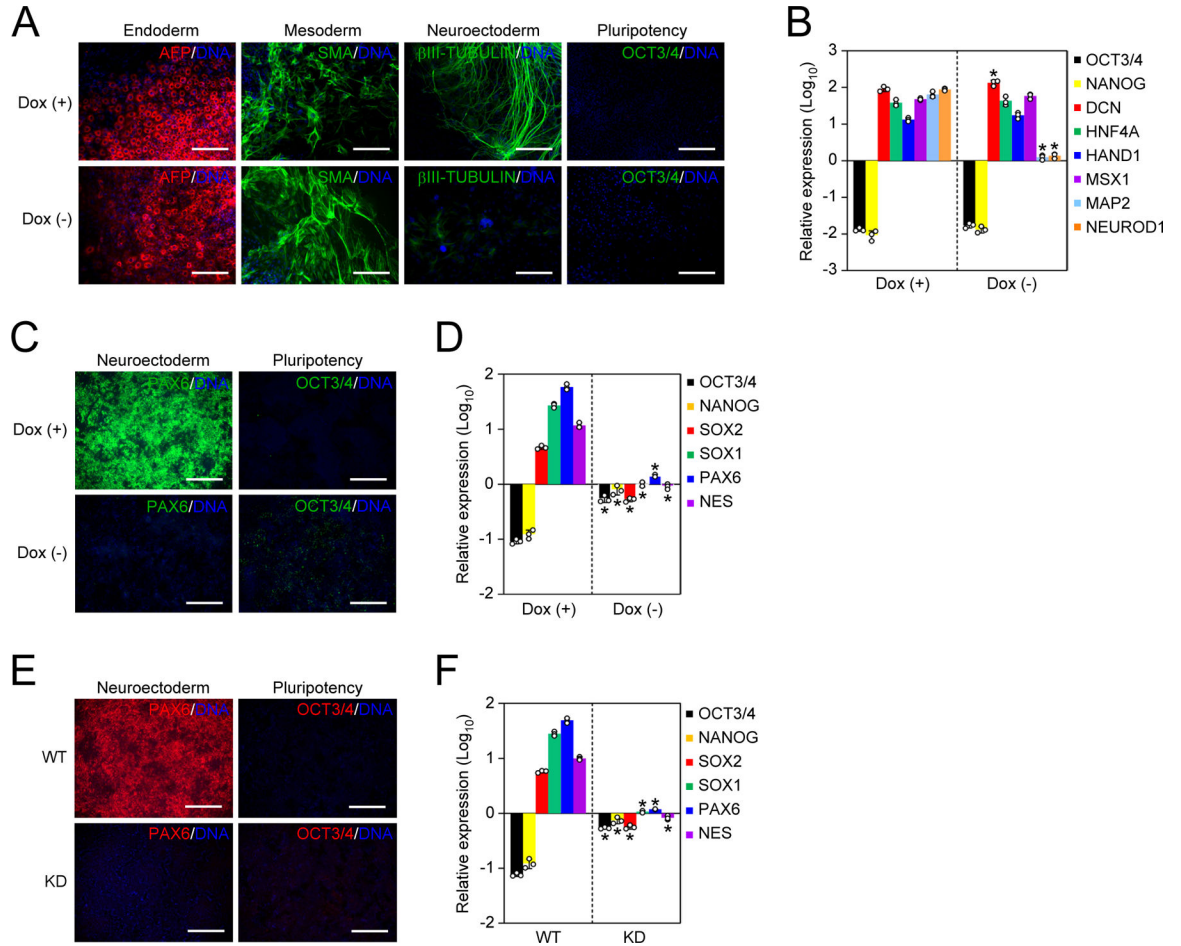 A
Endoderm Mesoderm Neuroectoderm Pluripotency
Dox (+)
AFP/DNA SMA/DNA βIII-TUBULIN/DNA OCT3/4/DNA
Dox (-)
AFP/DNA SMA/DNA βIII-TUBULIN/DNA OCT3/4/DNA
B
Relative expression (Log10)
3
2
1
0
−1
−2
-3
* * *
Dox (+) Dox (-)
OCT3/4
NANOG
DCN
HNF4A
HAND1
MSX1
MAP2
NEUROD1
C
Neuroectoderm Pluripotency
Dox (+)
PAX6/DNA OCT3/4/DNA
Dox (-)
PAX6/DNA OCT3/4/DNA
D
Relative expression (Log10)
2
1
0
-1
-2
* * * * * *
Dox (+) Dox (-)
OCT3/4
NANOG
SOX2
SOX1
PAX6
NES
E
Neuroectoderm Pluripotency
WT
PAX6/DNA OCT3/4/DNA
KD
PAX6/DNA OCT3/4/DNA
F
Relative expression (Log10)
2
1
0
-1
-2
* * * * * *
WT KD
OCT3/4
NANOG
SOX2
SOX1
PAX6
NES